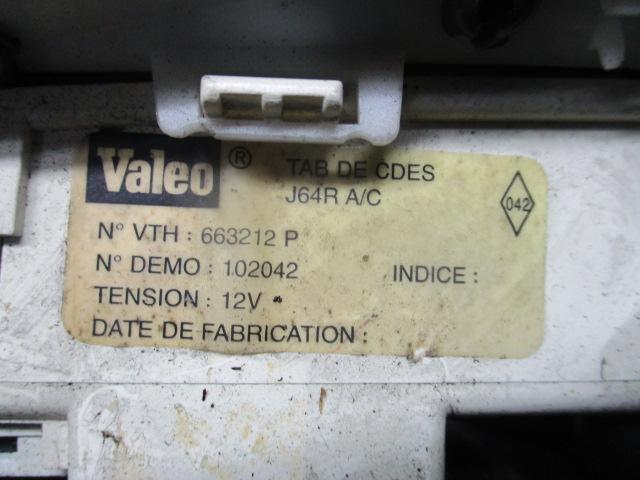 Valeo ® TAB DE CDES
J64R A/C
042
N° VTH : 663212 P
N° DEMO : 102042 INDICE :
TENSION : 12V
DATE DE FABRICATION :